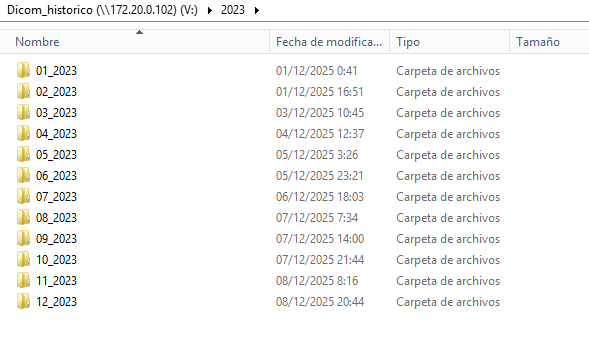 Dicom_historico (\\172.20.0.102) (V:) 2023
Nombre Fecha de modifica... Tipo Tamaño
01_2023 01/12/2025 0:41 Carpeta de archivos
02_2023 01/12/2025 16:51 Carpeta de archivos
03_2023 03/12/2025 10:45 Carpeta de archivos
04_2023 04/12/2025 12:37 Carpeta de archivos
05_2023 05/12/2025 3:26 Carpeta de archivos
06_2023 05/12/2025 23:21 Carpeta de archivos
07_2023 06/12/2025 18:03 Carpeta de archivos
08_2023 07/12/2025 7:34 Carpeta de archivos
09_2023 07/12/2025 14:00 Carpeta de archivos
10_2023 07/12/2025 21:44 Carpeta de archivos
11_2023 08/12/2025 8:16 Carpeta de archivos
12_2023 08/12/2025 20:44 Carpeta de archivos